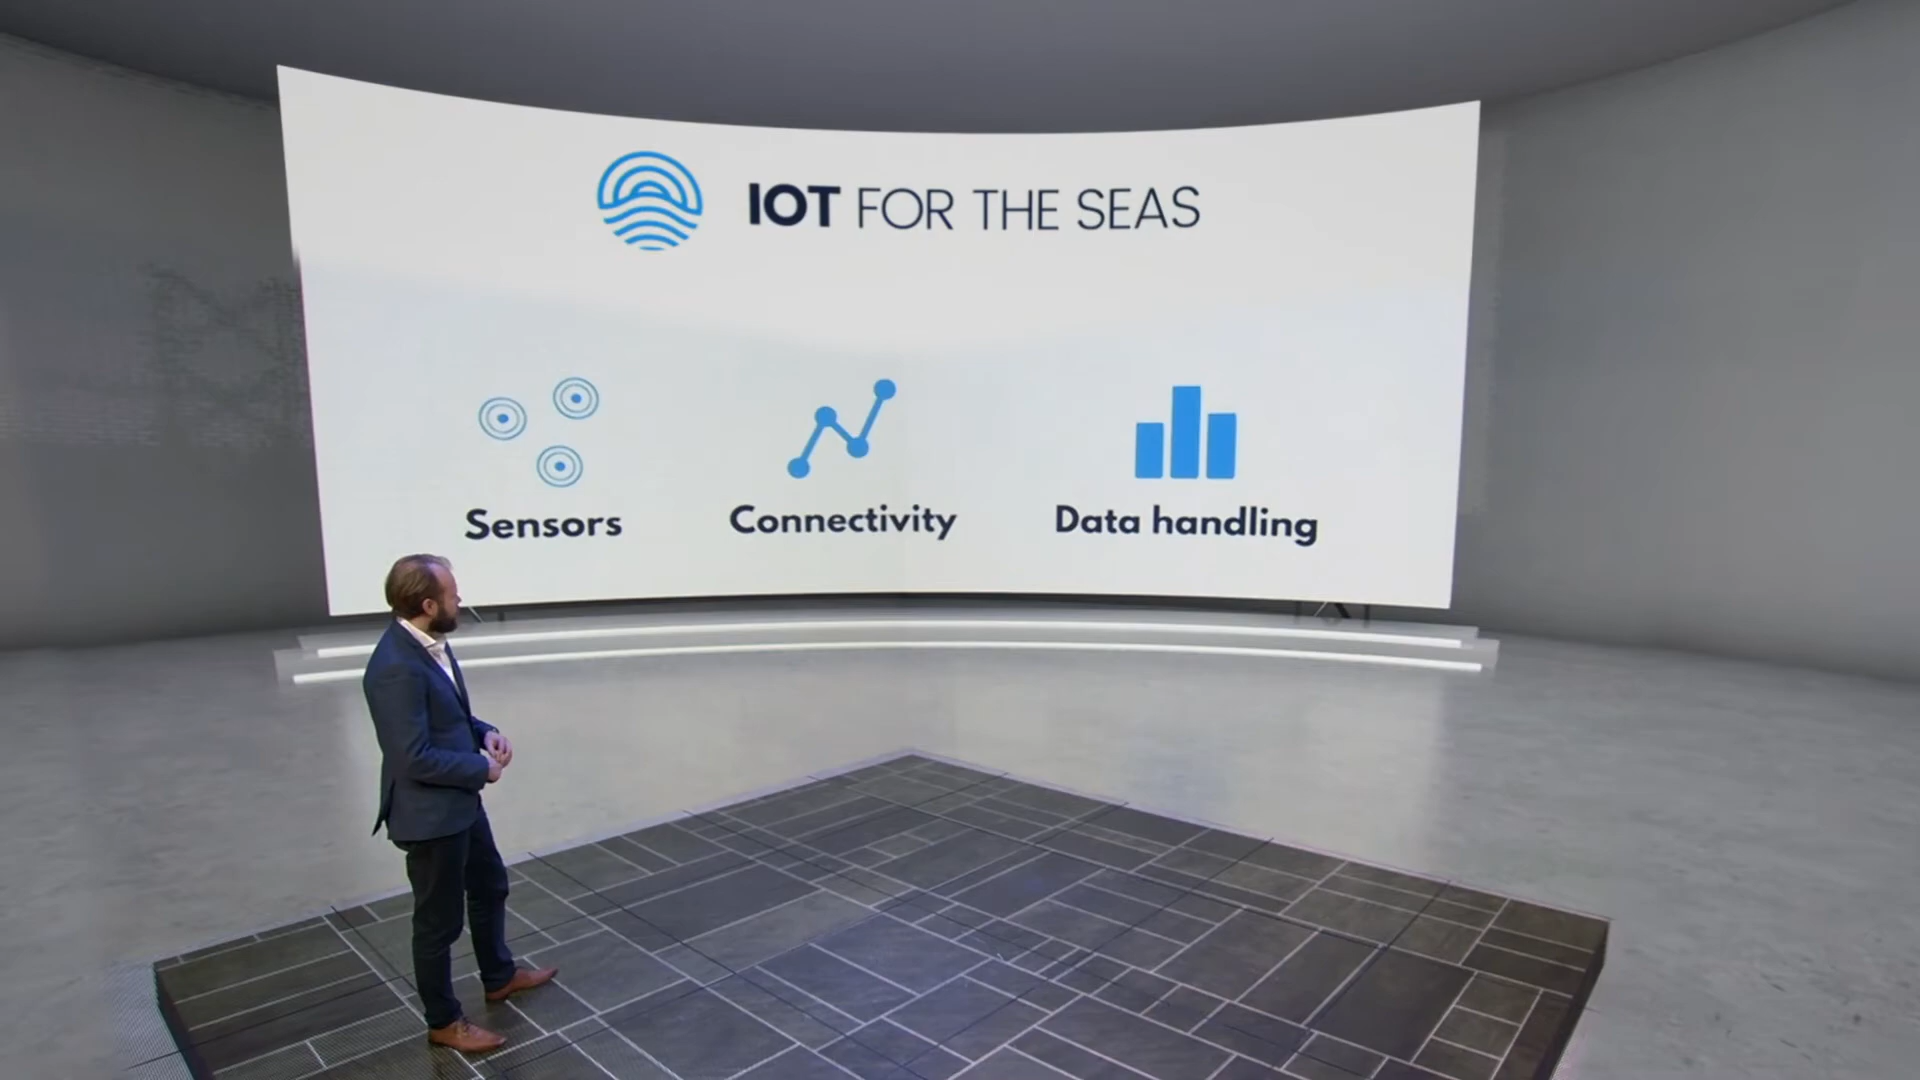 IOT FOR THE SEAS
Sensors
Connectivity
Data handling